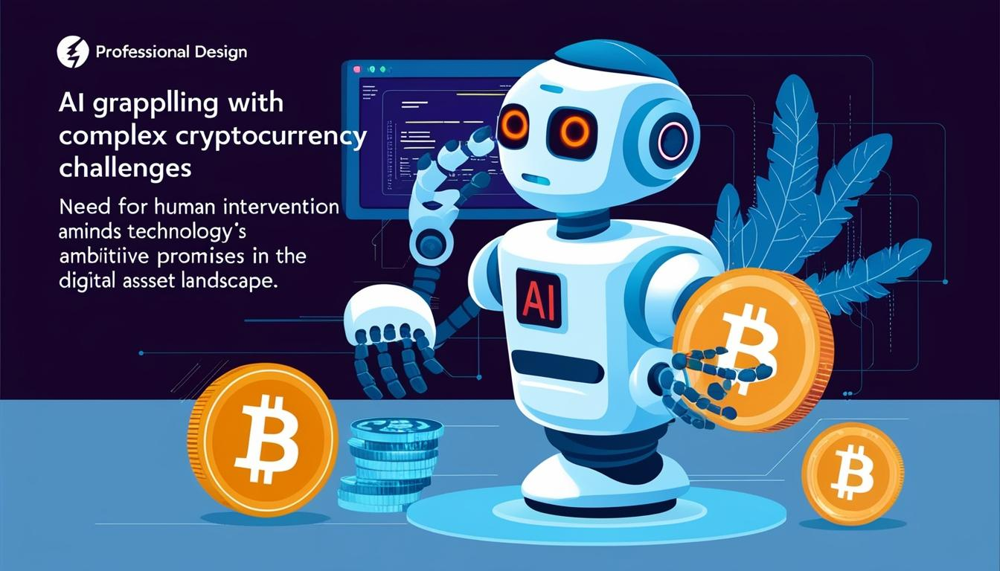 Professional Design
AI grapplling with
complex cryptocurrency
challenges
Need for human intervention
aminds technology's
ambiitiive promises in the
digital assset landscape.
AI